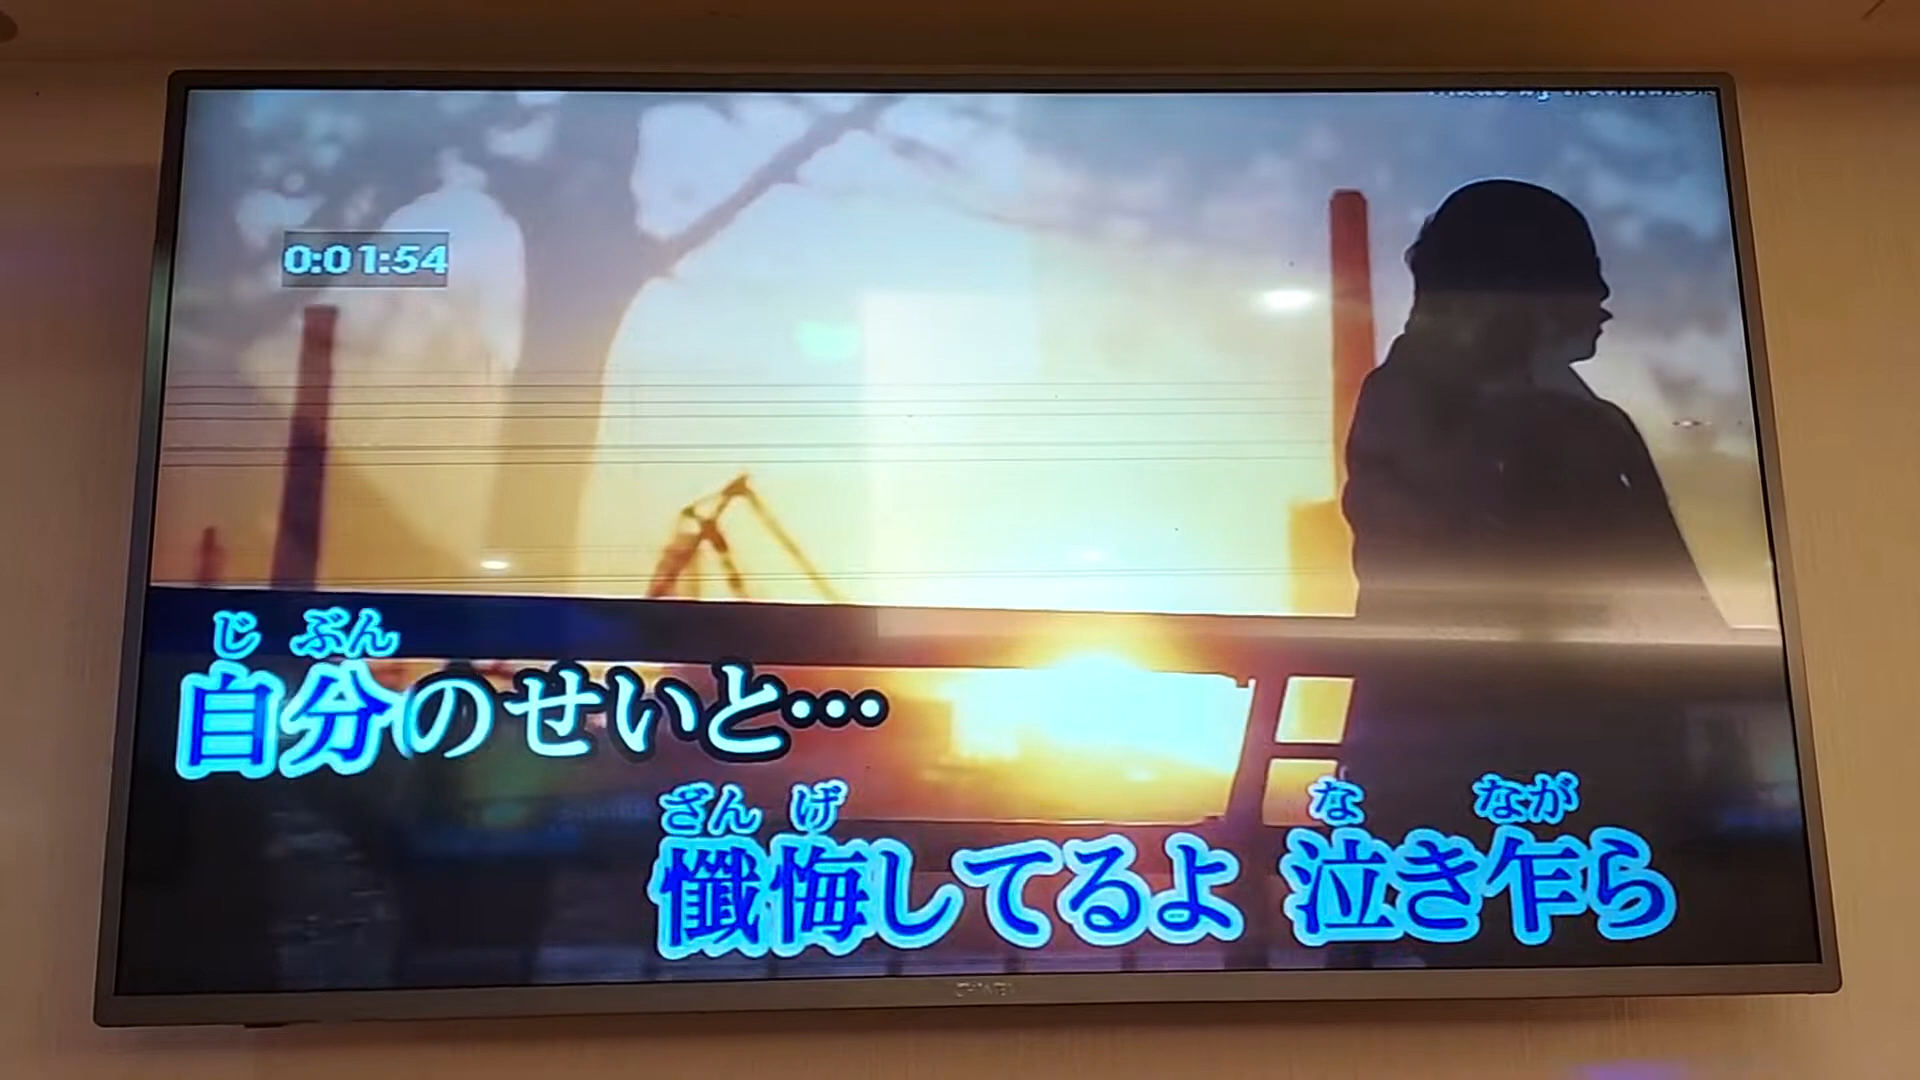 0:01:54
じ ぶん
自分のせいと…
ざん げ な なが
懺悔してるよ 泣き乍ら